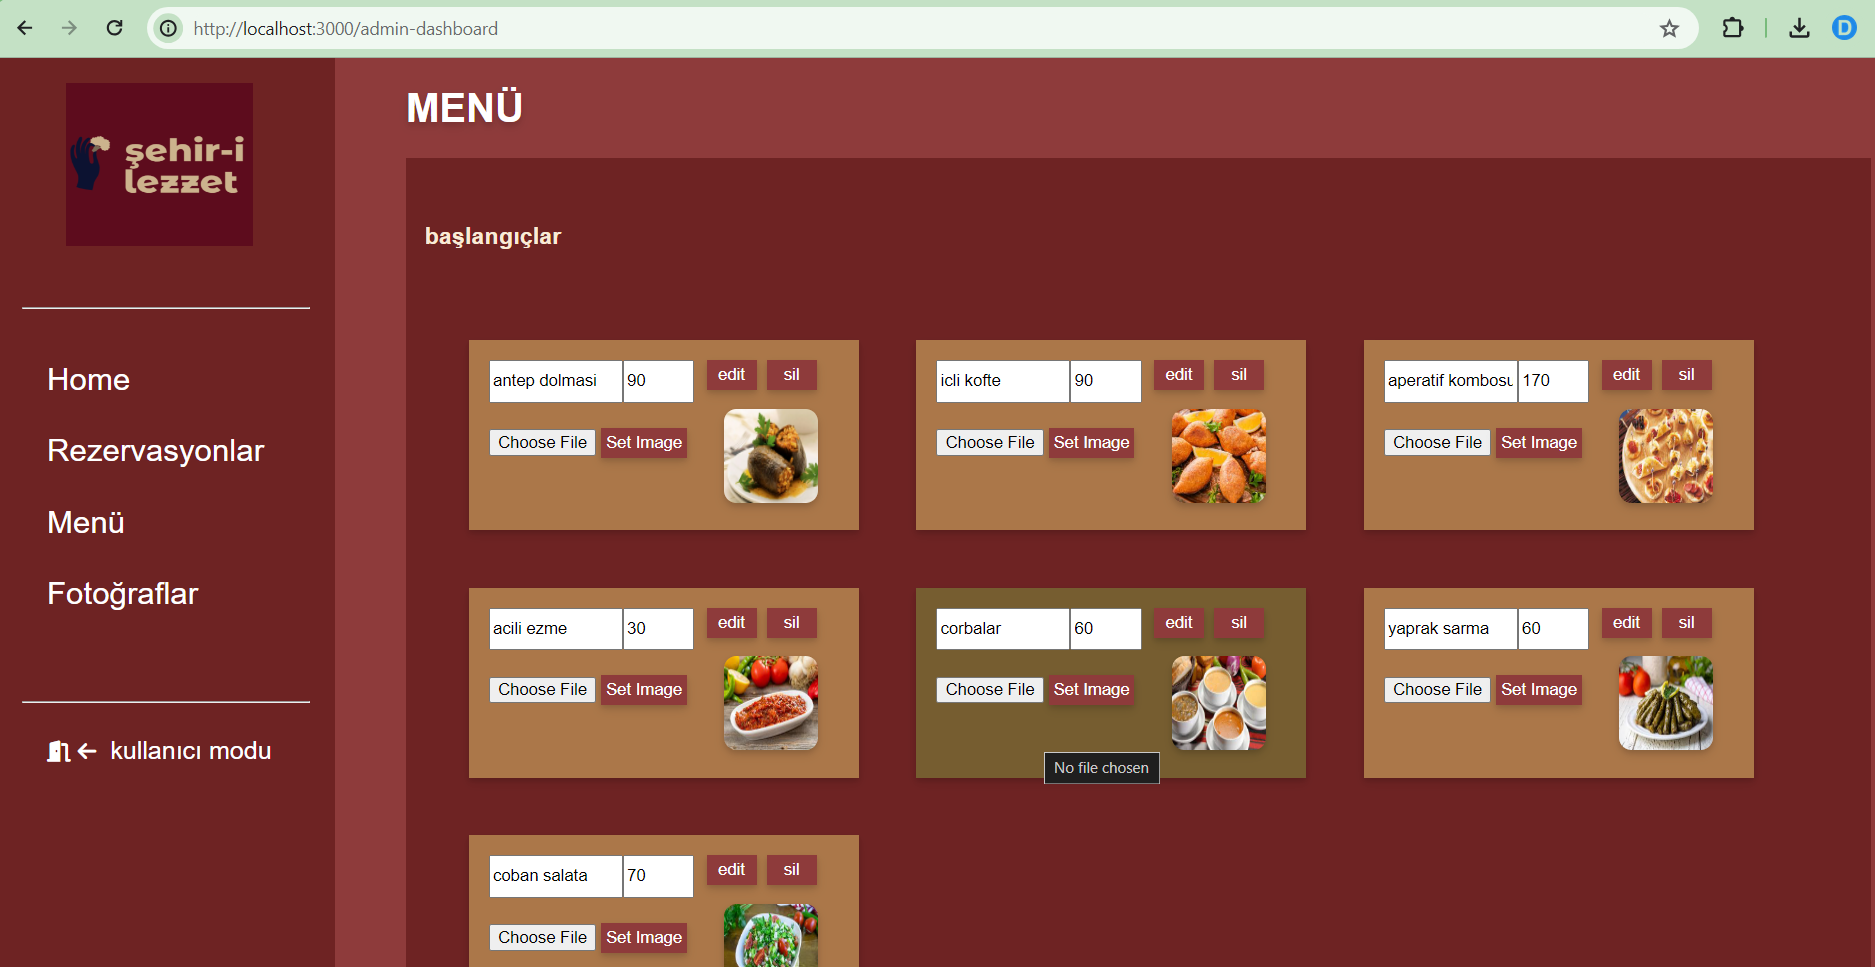 http://localhost:3000/admin-dashboard
D
şehir-i
lezzet
Home
Rezervasyonlar
Menü
Fotoğraflar
kullanıcı modu
MENÜ
başlangıçlar
antep dolmasi 90 edit sil
Choose File Set Image
icli kofte 90 edit sil
Choose File Set Image
aperatif kombosu 170 edit sil
Choose File Set Image
acili ezme 30 edit sil
Choose File Set Image
corbalar 60 edit sil
Choose File Set Image
No file chosen
yaprak sarma 60 edit sil
Choose File Set Image
coban salata 70 edit sil
Choose File Set Image